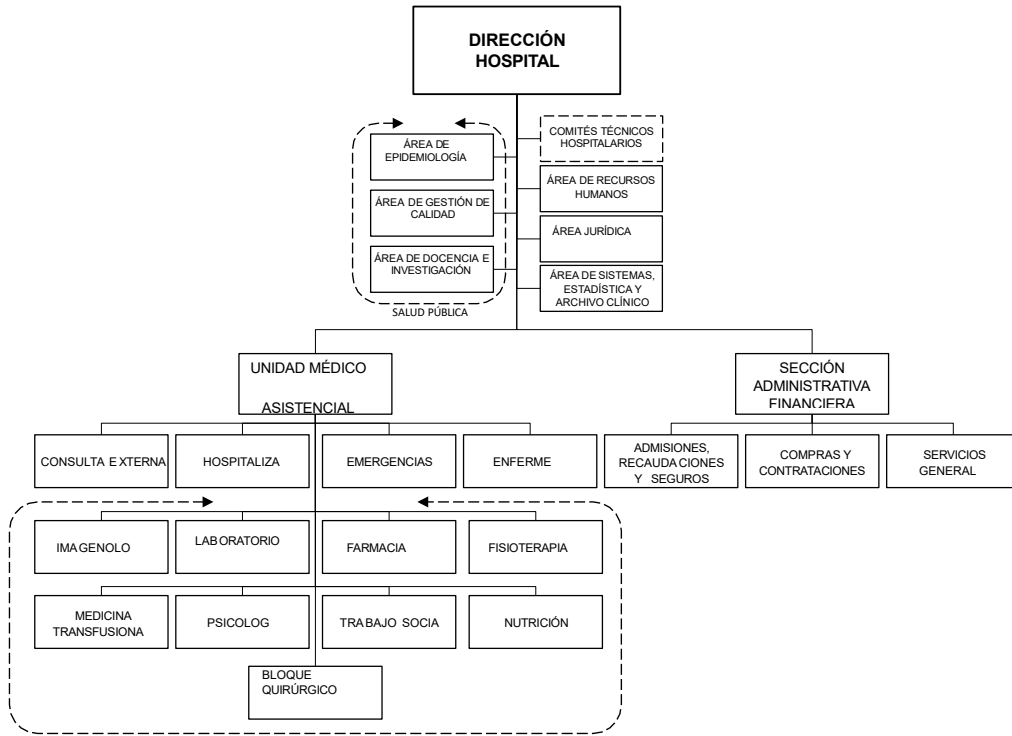 DIRECCIÓN
HOSPITAL
COMITÉS TÉCNICOS
HOSPITALARIOS
ÁREA DE
EPIDEMIOLOGÍA
ÁREA DE RECURSOS
HUMANOS
ÁREA DE GESTIÓN DE
CALIDAD
ÁREA JURÍDICA
ÁREA DE DOCENCIA E
INVESTIGACIÓN
ÁREA DE SISTEMAS,
ESTADÍSTICA Y
ARCHIVO CLÍNICO
SALUD PÚBLICA
UNIDAD MÉDICO
ASISTENCIAL
SECCIÓN
ADMINISTRATIVA
FINANCIERA
CONSULTA EXTERNA
HOSPITALIZA
EMERGENCIAS
ENFERME
ADMISIONES,
RECAUDACIONES
Y SEGUROS
COMPRAS Y
CONTRATACIONES
SERVICIOS
GENERAL
IMAGENOLO
LABORATORIO
FARMACIA
FISIOTERAPIA
MEDICINA
TRANSFUSIONA
PSICOLOG
TRABAJO SOCIA
NUTRICIÓN
BLOQUE
QUIRÚRGICO